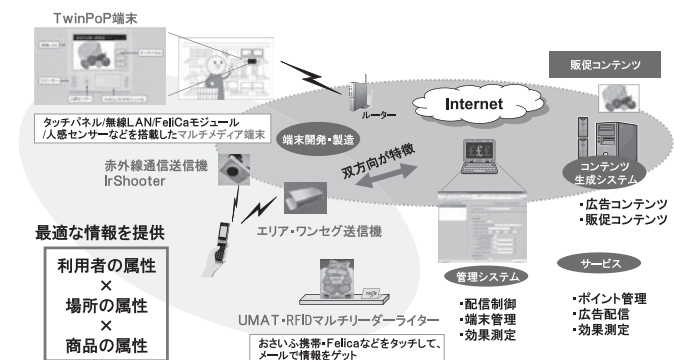 TwinPoP端末
タッチパネル/無線LAN/FeliCaモジュール
/人感センサーなどを搭載したマルチメディア端末
ルーター
Internet
販促コンテンツ
端末開発・製造
双方向が特徴
赤外線通信送信機
IrShooter
エリア・ワンセグ送信機
コンテンツ
生成システム
・広告コンテンツ
・販促コンテンツ
最適な情報を提供
利用者の属性
×
場所の属性
×
商品の属性
管理システム
・配信制御
・端末管理
・効果測定
サービス
・ポイント管理
・広告配信
・効果測定
UMAT・RFIDマルチリーダーライター
おさいふ携帯・Felicaなどをタッチして、
メールで情報をゲット